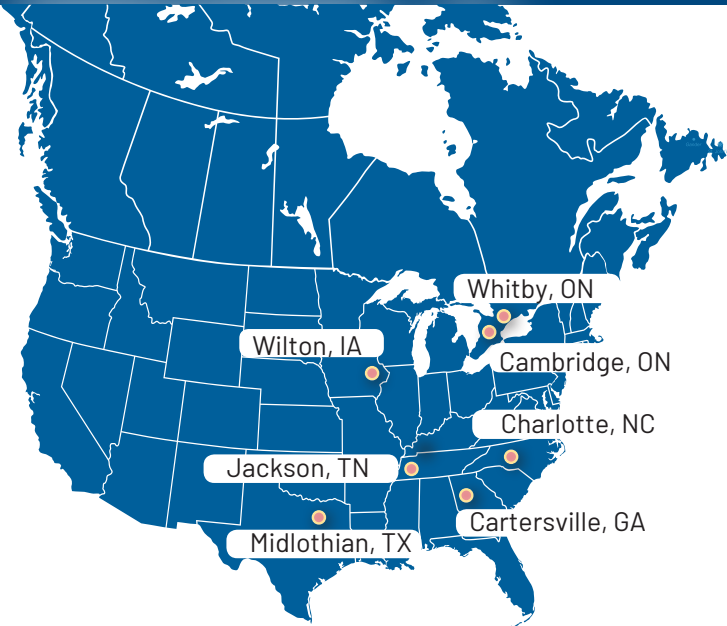 Whitby, ON
Wilton, IA
Cambridge, ON
Charlotte, NC
Jackson, TN
Cartersville, GA
Midlothian, TX